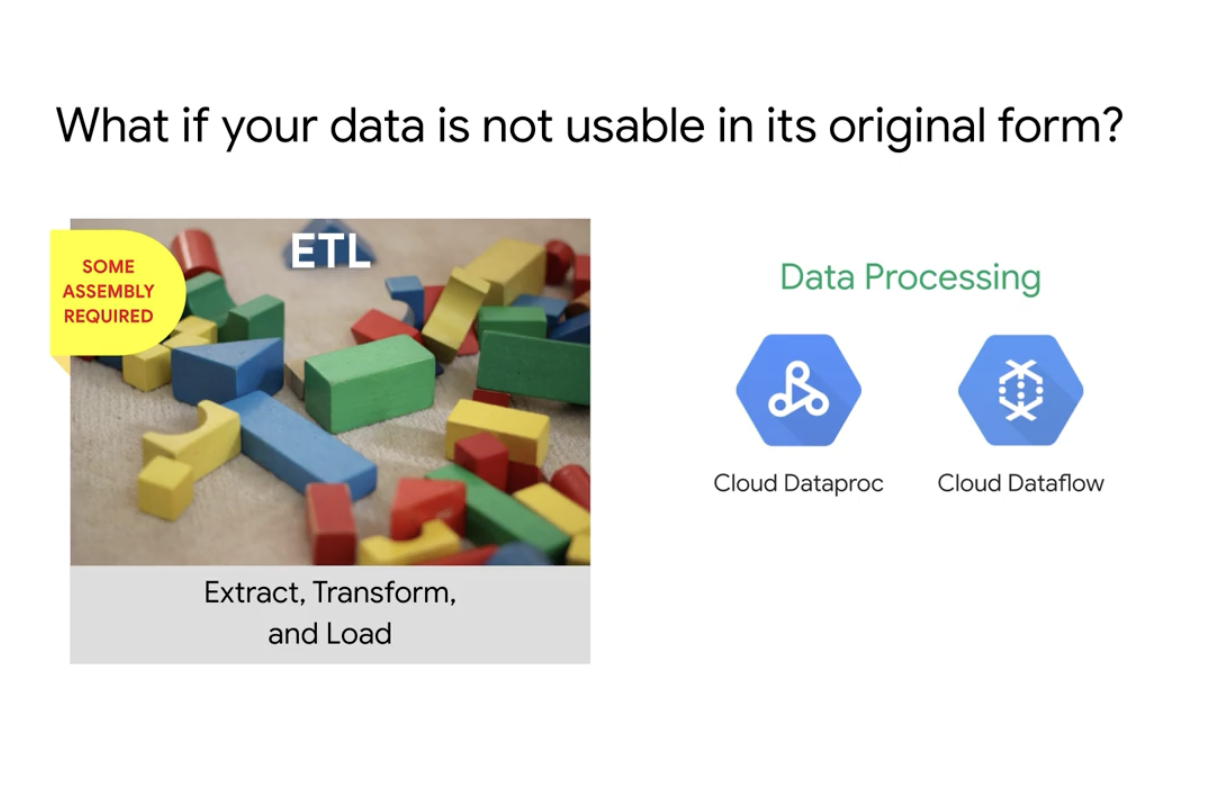 What if your data is not usable in its original form?
SOME
ASSEMBLY
REQUIRED
ETL
Extract, Transform,
and Load
Data Processing
Cloud Dataproc
Cloud Dataflow